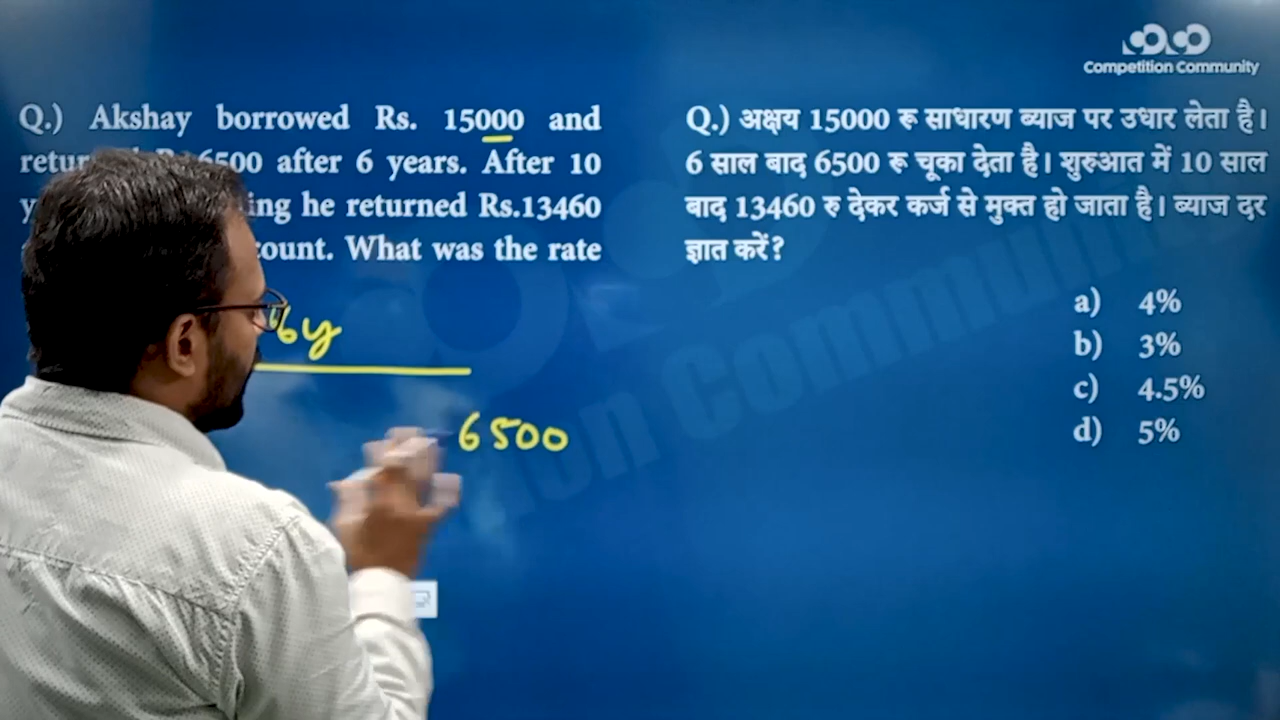 Competition Community
Q.) Akshay borrowed Rs. 15000 and
6500 after 6 years. After 10
he returned Rs.13460
What was the rate
Q.) अक्षय 15000 रू साधारण ब्याज पर उधार लेता है।
6 साल बाद 6500 रू चूका देता है। शुरुआत में 10 साल
बाद 13460 रु देकर कर्ज से मुक्त हो जाता है। ब्याज दर
ज्ञात करें?
a) 4%
b) 3%
c) 4.5%
d) 5%
6y
6500